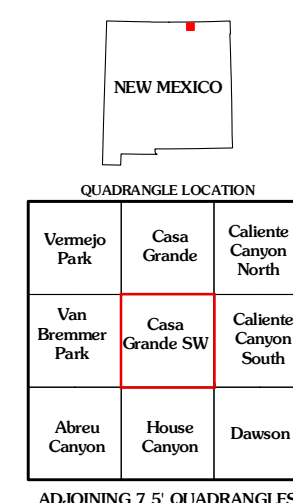 NEW MEXICO
QUADRANGLE LOCATION
Vermejo
Park
Casa
Grande
Caliente
Canyon
North
Van
Bremmer
Park
Casa
Grande SW
Caliente
Canyon
South
Abreu
Canyon
House
Canyon
Dawson
ADJOINING 7.5' QUADRANGLES